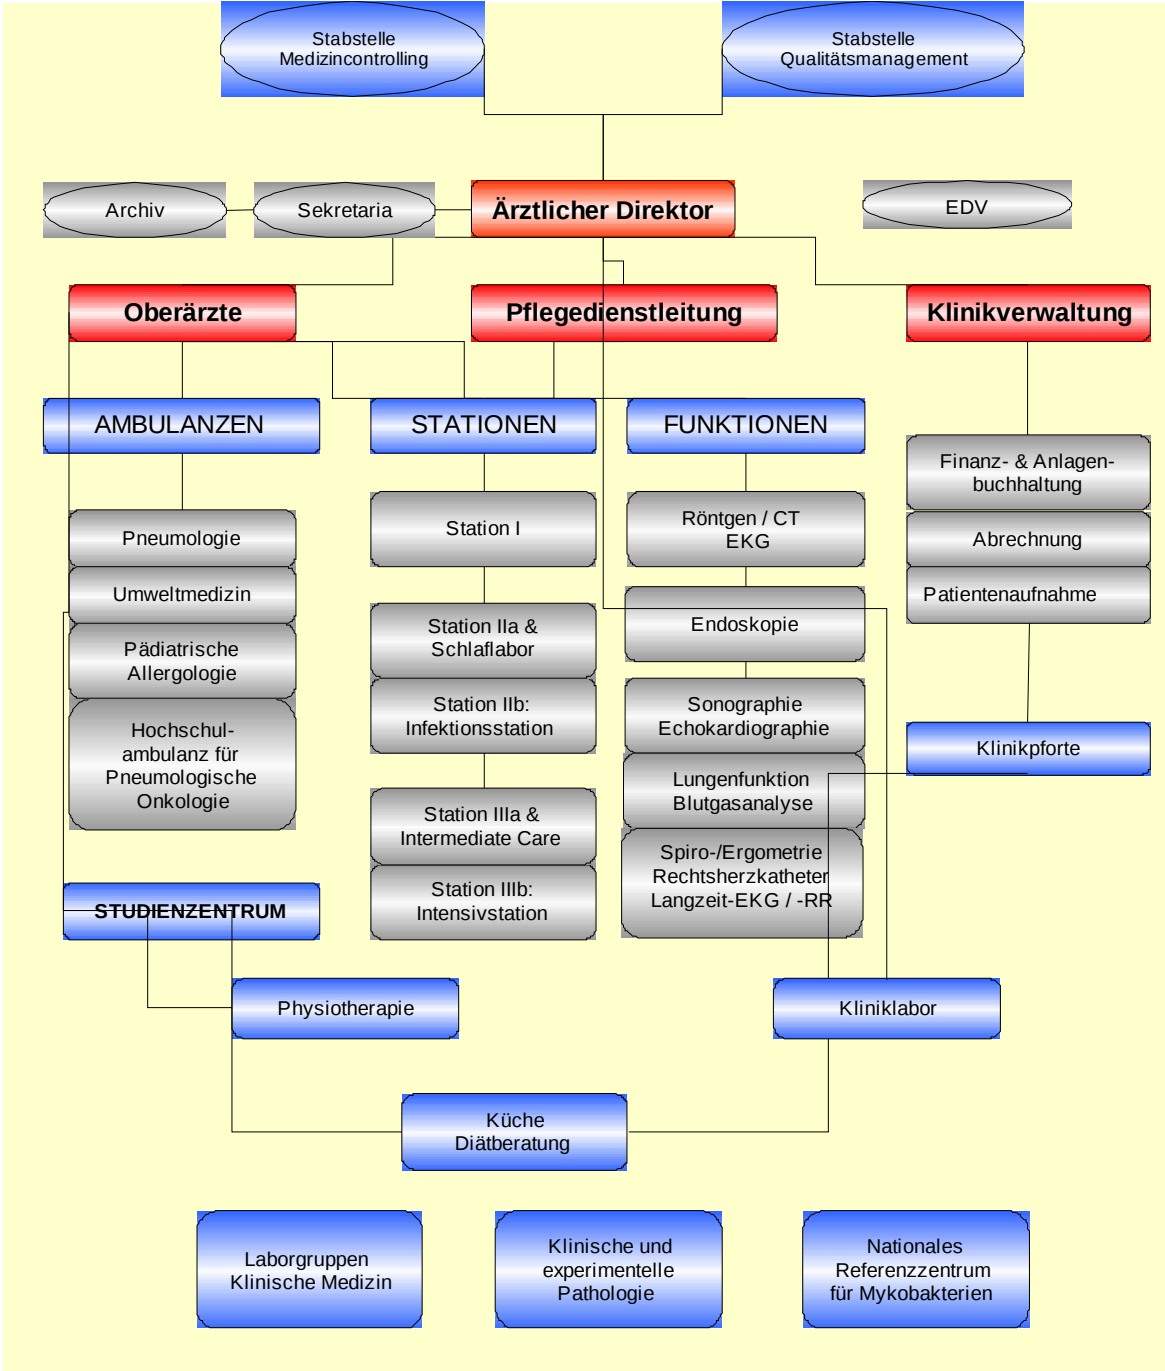 Stabstelle
Medizincontrolling
Stabstelle
Qualitätsmanagement
Archiv
Sekretaria
Ärztlicher Direktor
EDV
Oberärzte
Pflegedienstleitung
Klinikverwaltung
AMBULANZEN
STATIONEN
FUNKTIONEN
Pneumologie
Umweltmedizin
Pädiatrische
Allergologie
Hochschul-
ambulanz für
Pneumologische
Onkologie
Station I
Station IIa &
Schlaflabor
Station IIb:
Infektionsstation
Station IIIa &
Intermediate Care
Station IIIb:
Intensivstation
Röntgen / CT
EKG
Endoskopie
Sonographie
Echokardiographie
Lungenfunktion
Blutgasanalyse
Spiro-/Ergometrie
Rechtsherzkatheter
Langzeit-EKG / -RR
Finanz- & Anlagen-
buchhaltung
Abrechnung
Patientenaufnahme
Klinikpforte
STUDIENZENTRUM
Physiotherapie
Kliniklabor
Küche
Diätberatung
Laborgruppen
Klinische Medizin
Klinische und
experimentelle
Pathologie
Nationales
Referenzzentrum
für Mykobakterien